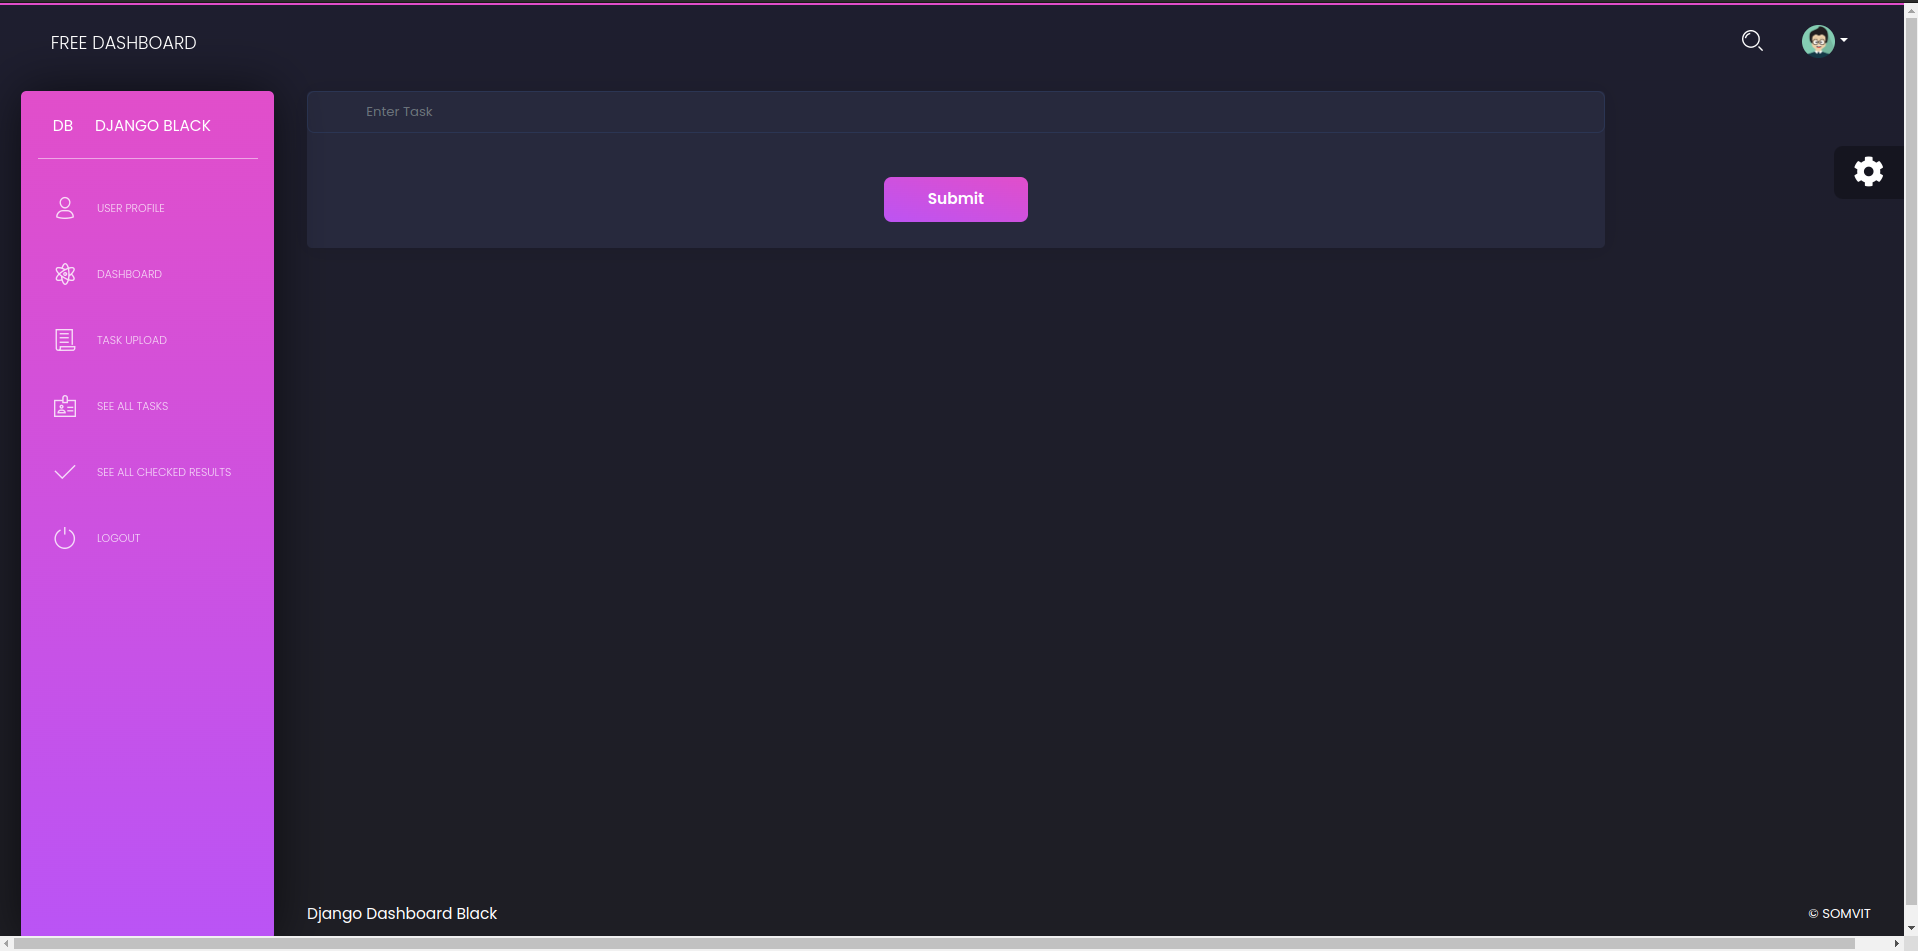 FREE DASHBOARD
DB DJANGO BLACK
USER PROFILE
DASHBOARD
TASK UPLOAD
SEE ALL TASKS
SEE ALL CHECKED RESULTS
LOGOUT
Enter Task
Submit
Django Dashboard Black
© SOMVIT